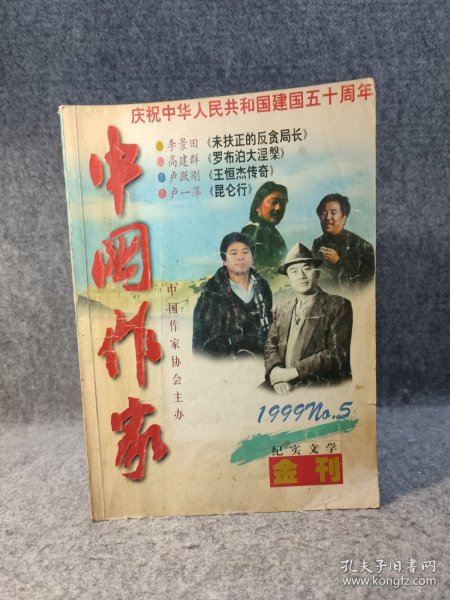 庆祝中华人民共和国建国五十周年
李景田《未扶正的反贪局长》
高建群《罗布泊大涅槃》
卢跃刚《王恒杰传奇》
卢一萍《昆仑行》
中国作家
中国作家协会主办
1999No.5
纪实文学
金刊
孔夫子旧书网
www.kongfz.com